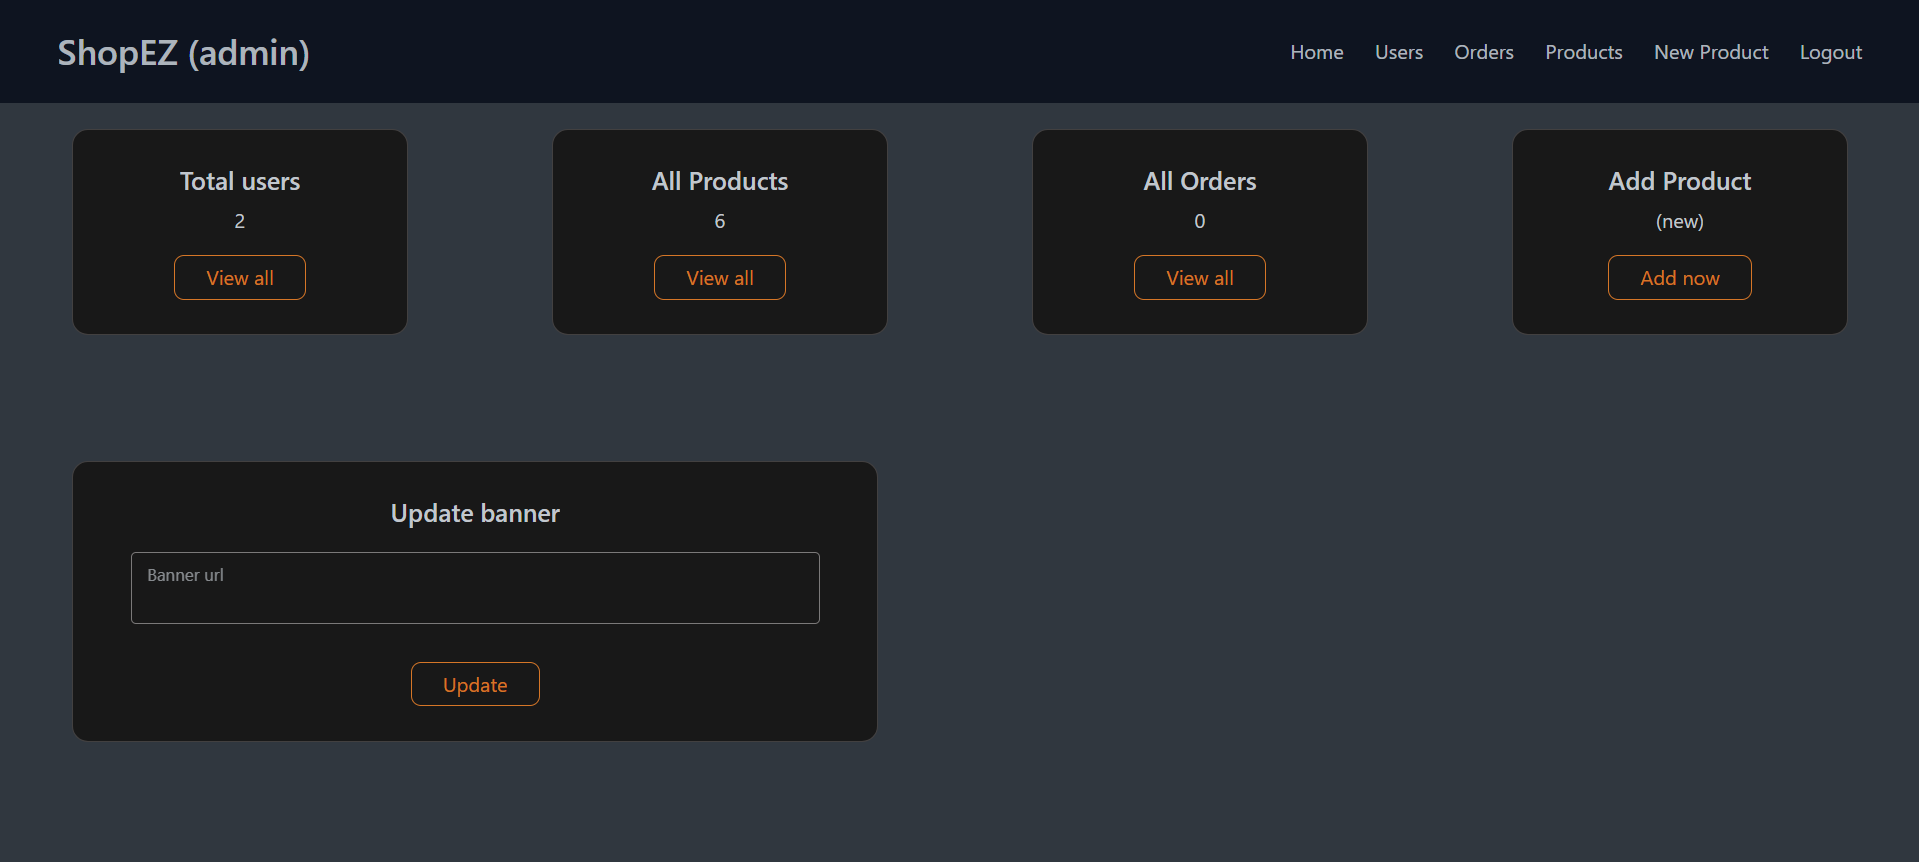 ShopEZ (admin)
Home Users Orders Products New Product Logout
Total users
2
View all
All Products
6
View all
All Orders
0
View all
Add Product
(new)
Add now
Update banner
Banner url
Update